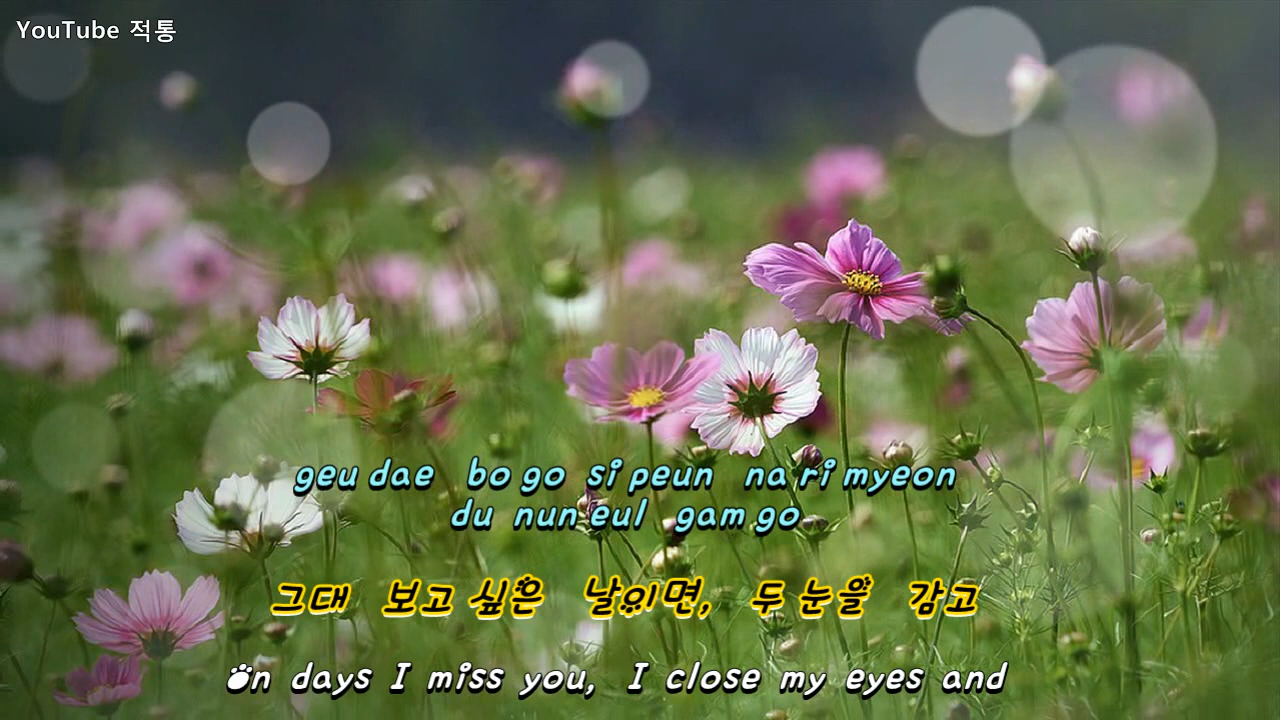 YouTube 적통
geu dae bo go si peun na ri myeon
du nun eul gam go
그대 보고 싶은 날이면, 두 눈을 감고
On days I miss you, I close my eyes and